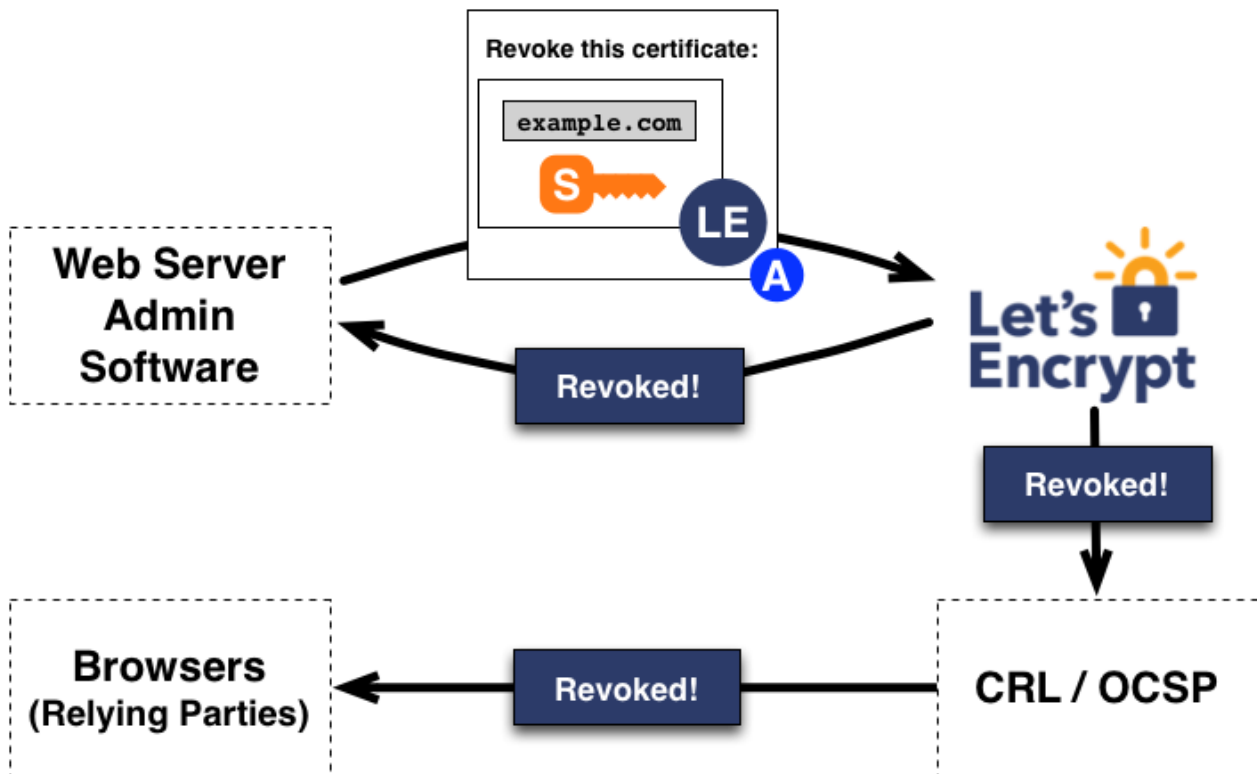 Revoke this certificate:
example.com
S
LE
A
Web Server
Admin
Software
Let's
Encrypt
Revoked!
Revoked!
Browsers
(Relying Parties)
Revoked!
CRL / OCSP